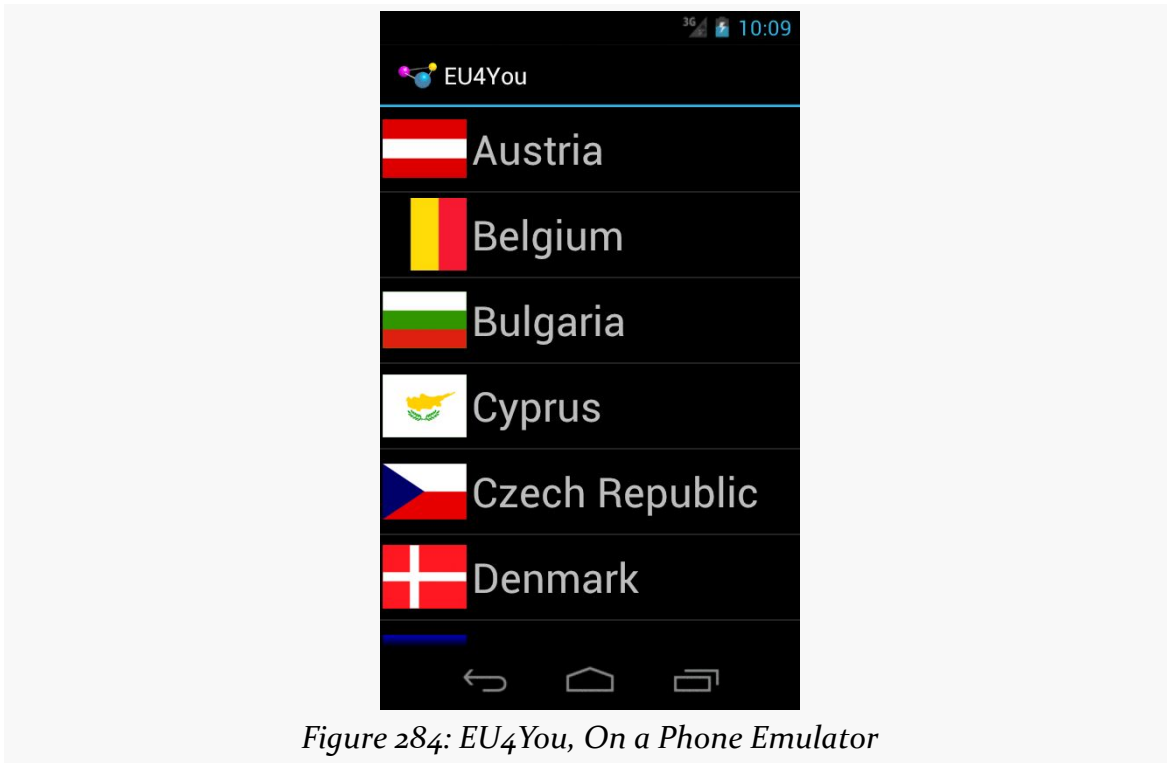 3G 10:09
EU4You
Austria
Belgium
Bulgaria
Cyprus
Czech Republic
Denmark
Figure 284: EU4You, On a Phone Emulator